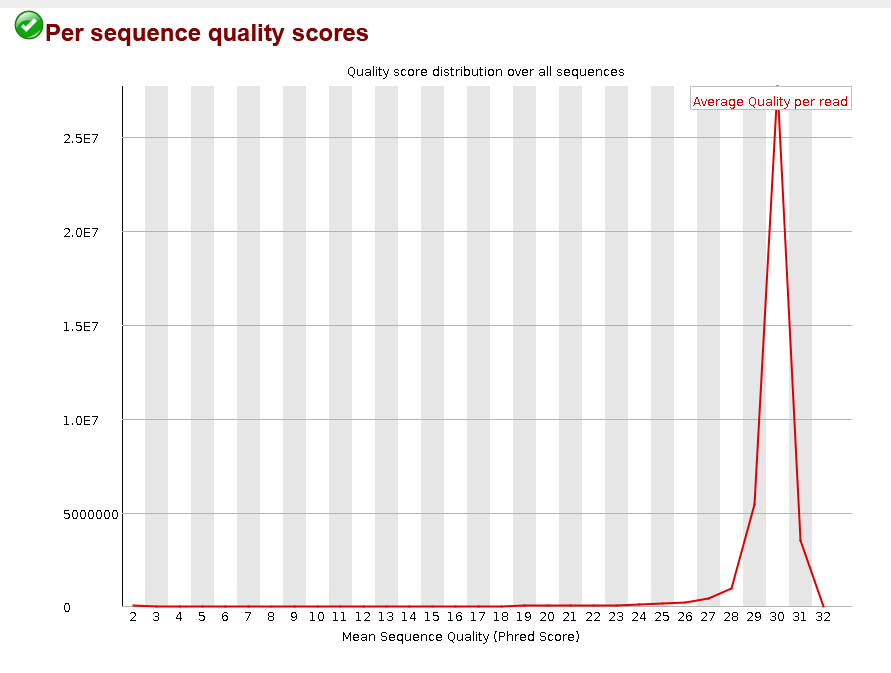 Per sequence quality scores
Quality score distribution over all sequences
Average Quality per read
2.5E7
2.0E7
1.5E7
1.0E7
5000000
0
2 3 4 5 6 7 8 9 10 11 12 13 14 15 16 17 18 19 20 21 22 23 24 25 26 27 28 29 30 31 32
Mean Sequence Quality (Phred Score)